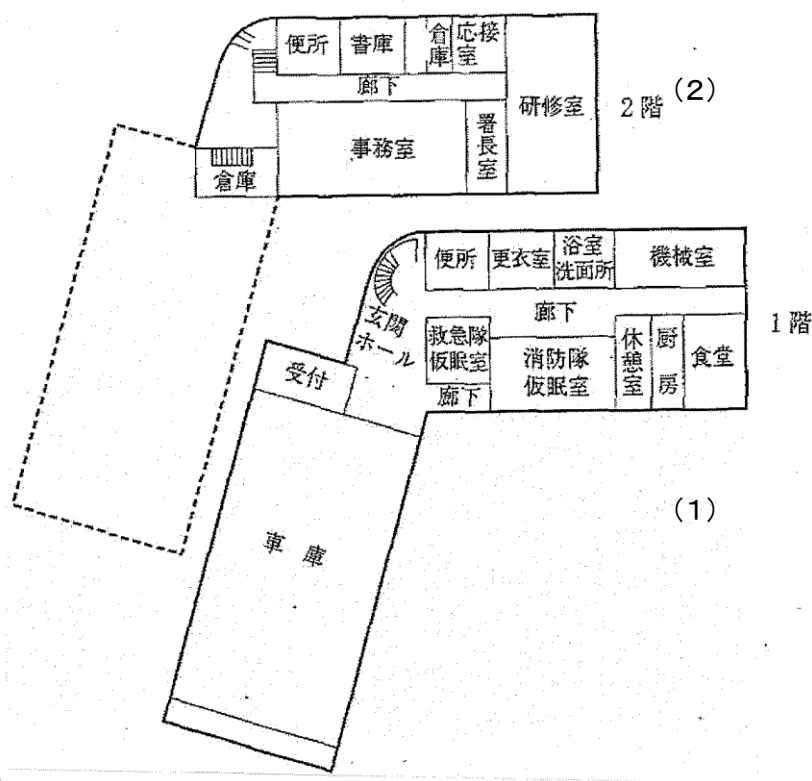 便所
書庫
倉庫
応接室
(2)
廊下
研修室
2階
事務室
署長室
倉庫
便所
更衣室
浴室
洗面所
機械室
廊下
1階
玄関
ホール
救急隊
仮眠室
消防隊
仮眠室
休憩室
厨房
食堂
受付
廊下
(1)
車庫